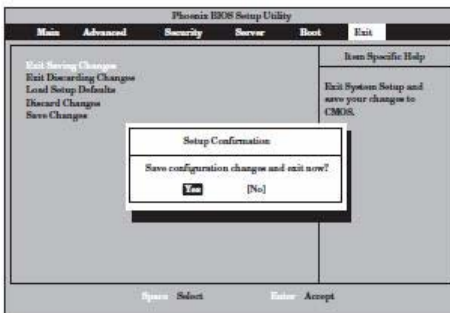 Phoenix BIOS Setup Utility
Main Advanced Security Server Boot Exit
Exit Saving Changes
Exit Discarding Changes
Load Setup Defaults
Discard Changes
Save Changes
Item Specific Help
Exit System Setup and
save your changes to
CMOS.
Setup Confirmation
Save configuration changes and exit now?
Yes [No]
Space Select Enter Accept